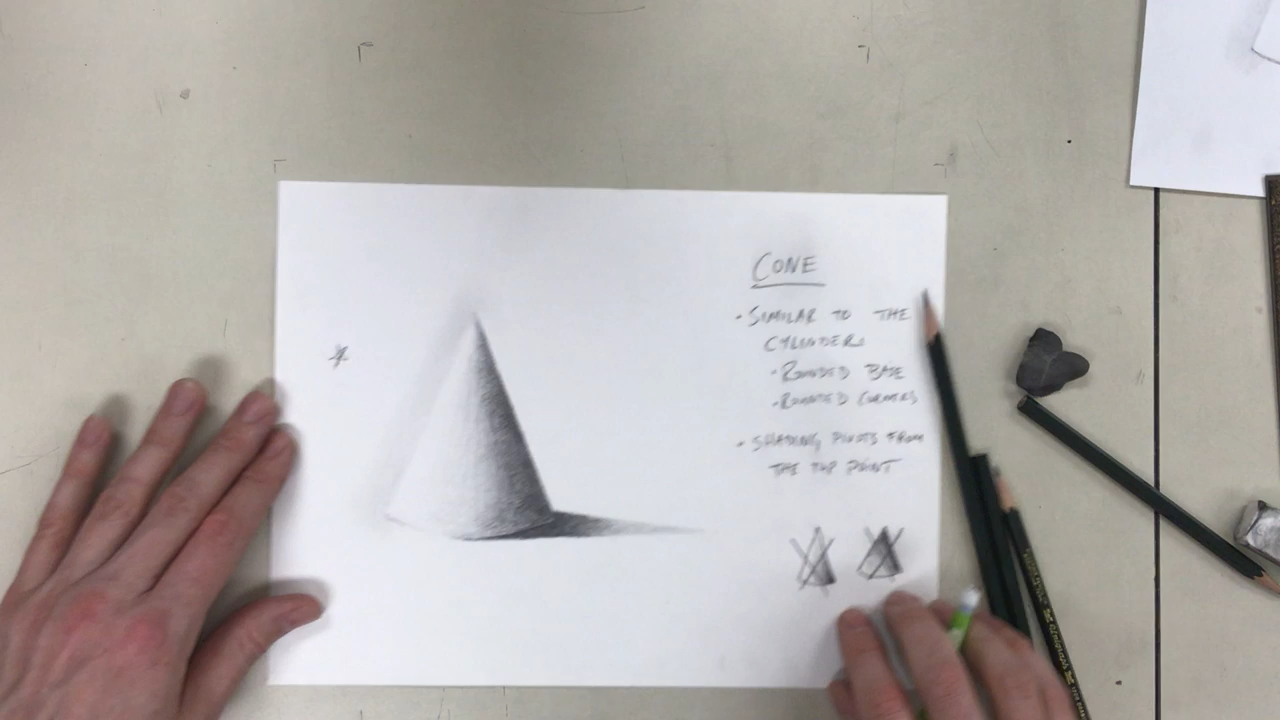 CONE
• SIMILAR TO THE
CYLINDER
• ROUNDED BASE
• ROUNDED CORNERS
• SHADING PIVOTS FROM
THE TOP POINT